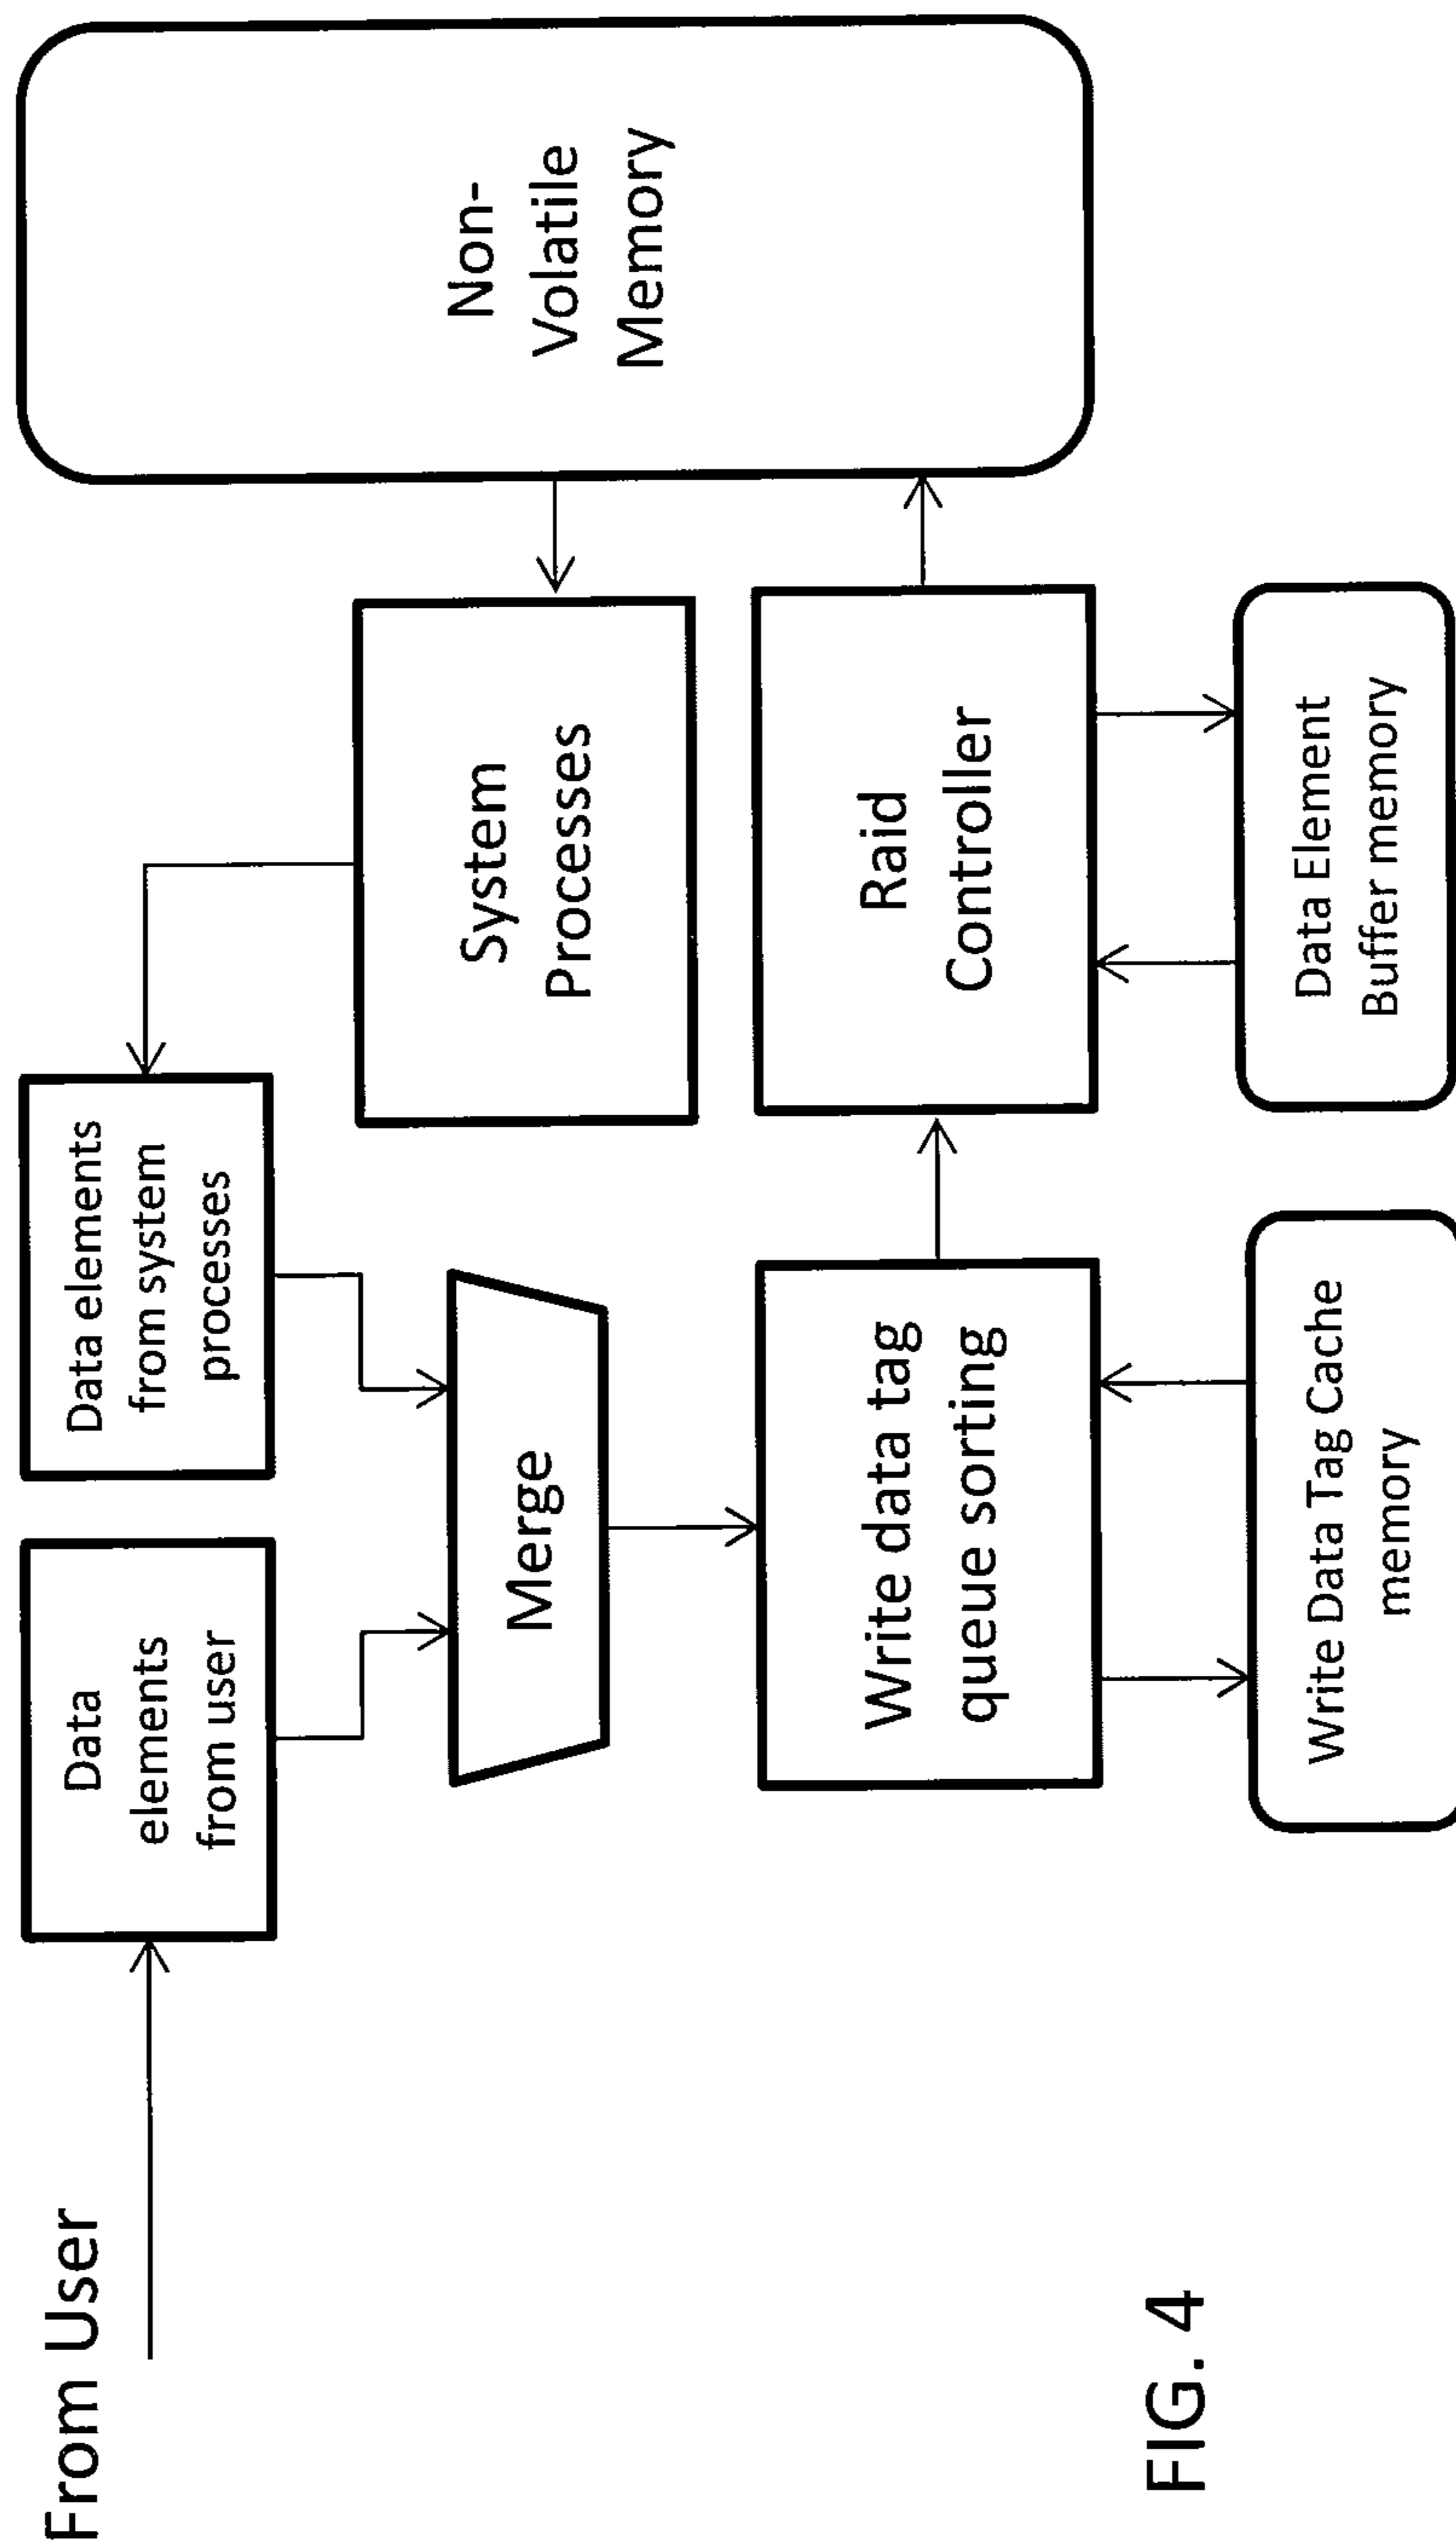 From User
Data
elements
from user
Data elements
from system
processes
Merge
System
Processes
Non-
Volatile
Memory
Write data tag
queue sorting
Raid
Controller
Write Data Tag Cache
memory
Data Element
Buffer memory
FIG. 4